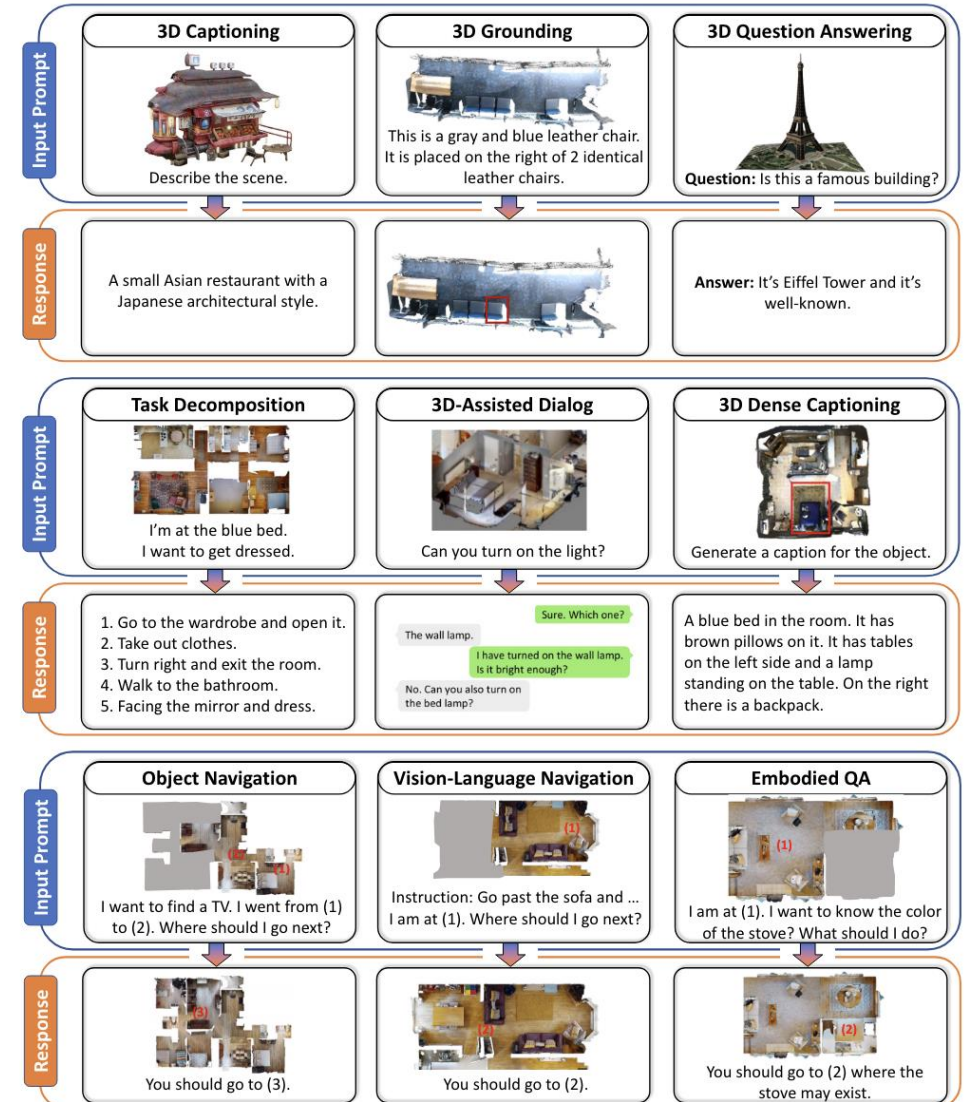 Input Prompt
3D Captioning
Describe the scene.
3D Grounding
This is a gray and blue leather chair.
It is placed on the right of 2 identical
leather chairs.
3D Question Answering
Question: Is this a famous building?
Response
A small Asian restaurant with a
Japanese architectural style.
Answer: It's Eiffel Tower and it's
well-known.
Input Prompt
Task Decomposition
I'm at the blue bed.
I want to get dressed.
3D-Assisted Dialog
Can you turn on the light?
3D Dense Captioning
Generate a caption for the object.
Response
1. Go to the wardrobe and open it.
2. Take out clothes.
3. Turn right and exit the room.
4. Walk to the bathroom.
5. Facing the mirror and dress.
Sure. Which one?
The wall lamp.
I have turned on the wall lamp.
Is it bright enough?
No. Can you also turn on
the bed lamp?
A blue bed in the room. It has
brown pillows on it. It has tables
on the left side and a lamp
standing on the table. On the right
there is a backpack.
Input Prompt
Object Navigation
(2)
(1)
I want to find a TV. I went from (1)
to (2). Where should I go next?
Vision-Language Navigation
(1)
Instruction: Go past the sofa and ...
I am at (1). Where should I go next?
Embodied QA
(1)
I am at (1). I want to know the color
of the stove? What should I do?
Response
(3)
You should go to (3).
(2)
You should go to (2).
(2)
You should go to (2) where the
stove may exist.